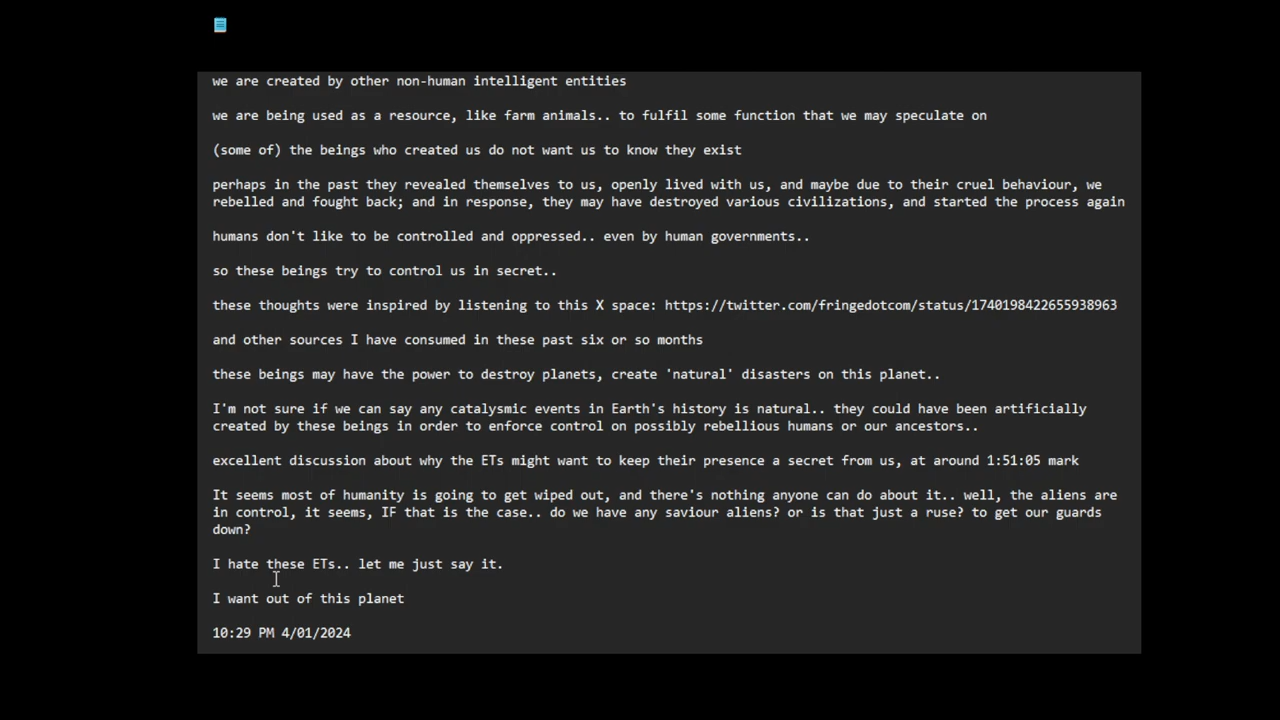 we are created by other non-human intelligent entities
we are being used as a resource, like farm animals.. to fulfil some function that we may speculate on
(some of) the beings who created us do not want us to know they exist
perhaps in the past they revealed themselves to us, openly lived with us, and maybe due to their cruel behaviour, we
rebelled and fought back; and in response, they may have destroyed various civilizations, and started the process again
humans don't like to be controlled and oppressed.. even by human governments..
so these beings try to control us in secret..
these thoughts were inspired by listening to this X space: https://twitter.com/fringedotcom/status/1740198422655938963
and other sources I have consumed in these past six or so months
these beings may have the power to destroy planets, create 'natural' disasters on this planet..
I'm not sure if we can say any catalysmic events in Earth's history is natural.. they could have been artificially
created by these beings in order to enforce control on possibly rebellious humans or our ancestors..
excellent discussion about why the ETs might want to keep their presence a secret from us, at around 1:51:05 mark
It seems most of humanity is going to get wiped out, and there's nothing anyone can do about it.. well, the aliens are
in control, it seems, IF that is the case.. do we have any saviour aliens? or is that just a ruse? to get our guards
down?
I hate these ETs.. let me just say it.
I want out of this planet
10:29 PM 4/01/2024